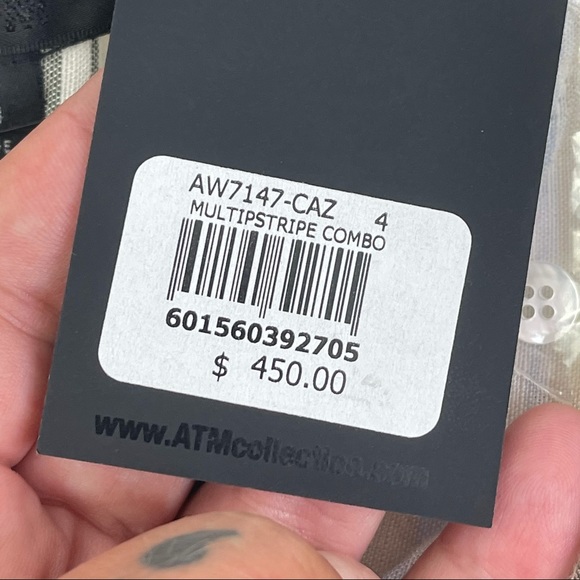 AW7147-CAZ 4
MULTIPSTRIPE COMBO
601560392705
$ 450.00
www.ATMcollection.com